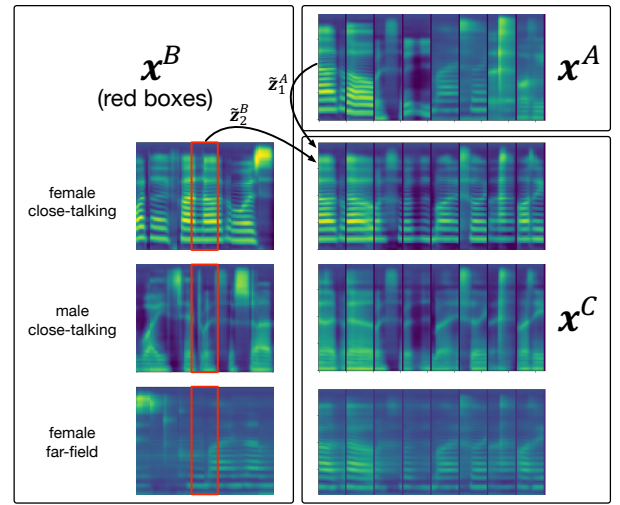 x^B
(red boxes)
z̃_2^B
z̃_1^A
x^A
female
close-talking
male
close-talking
x^C
female
far-field